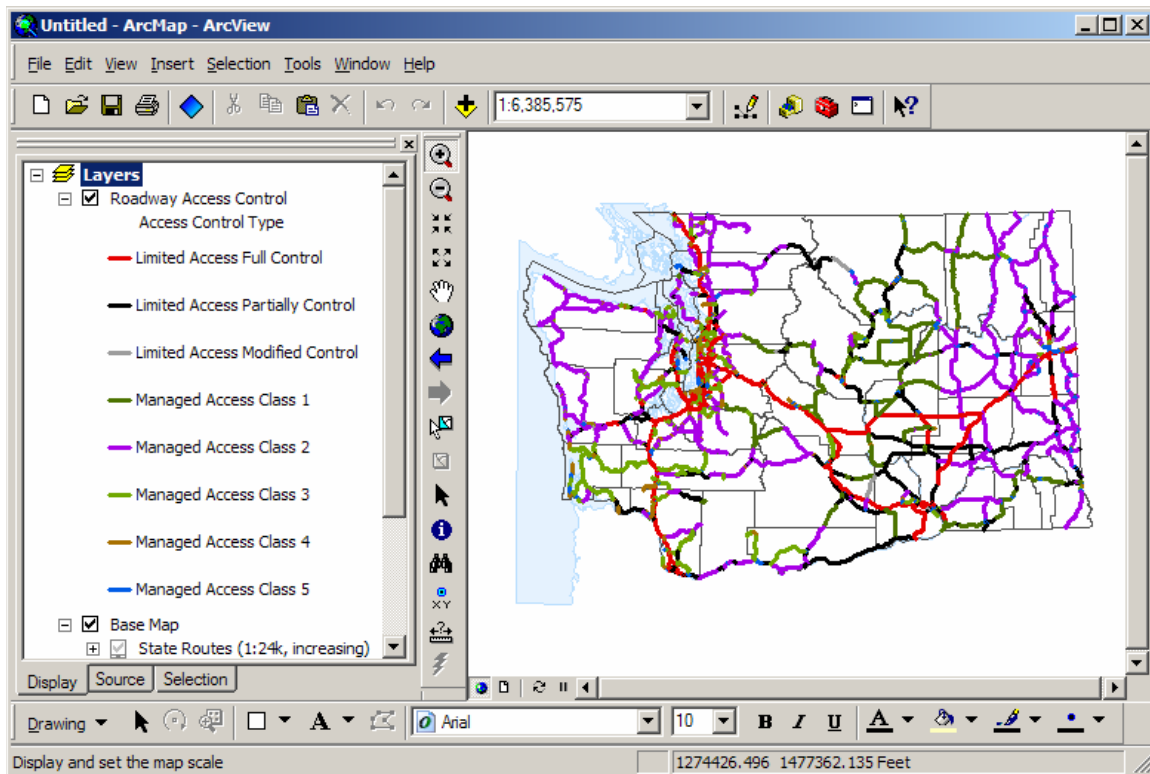 Untitled - ArcMap - ArcView
File Edit View Insert Selection Tools Window Help
1:6,385,575
Layers
Roadway Access Control
Access Control Type
Limited Access Full Control
Limited Access Partially Control
Limited Access Modified Control
Managed Access Class 1
Managed Access Class 2
Managed Access Class 3
Managed Access Class 4
Managed Access Class 5
Base Map
State Routes (1:24k, increasing)
Display Source Selection
XY
Drawing A Arial 10 B I U A
Display and set the map scale 1274426.496 1477362.135 Feet